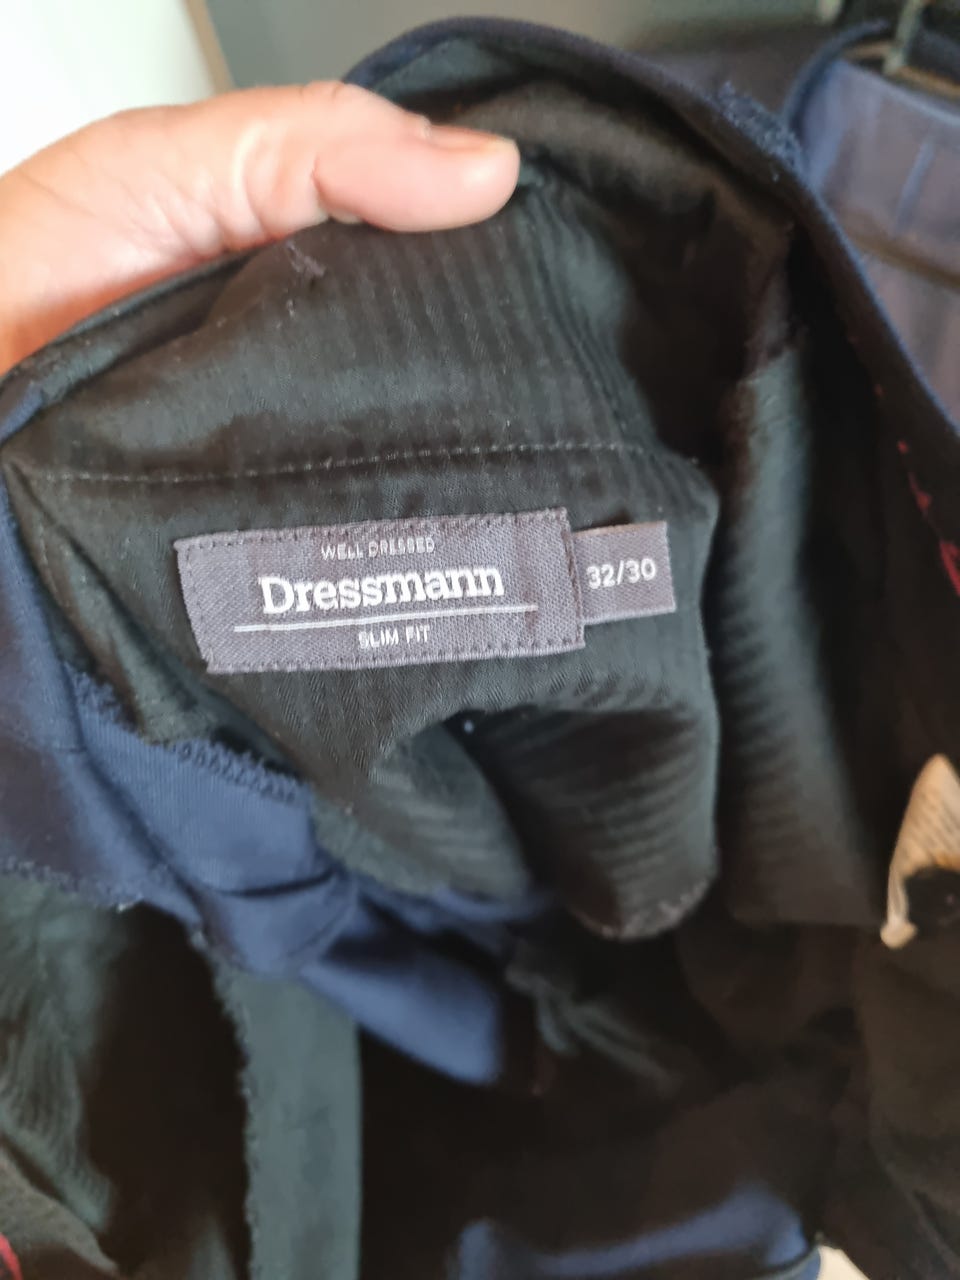 WELL DRESSED
Dressmann
SLIM FIT
32/30